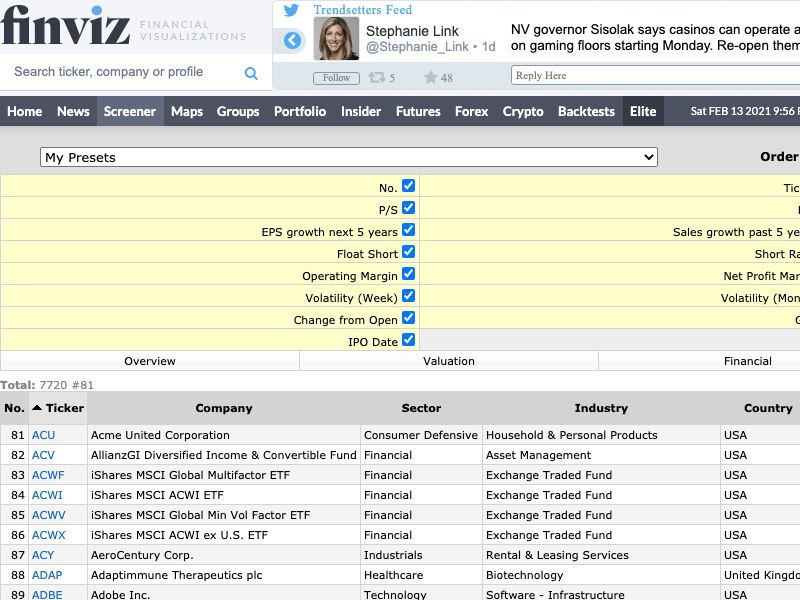 finviz FINANCIAL
VISUALIZATIONS
Search ticker, company or profile
Trendsetters Feed
Stephanie Link
@Stephanie_Link • 1d
NV governor Sisolak says casinos can operate a
on gaming floors starting Monday. Re-open them
Follow 5 48 Reply Here
Home News Screener Maps Groups Portfolio Insider Futures Forex Crypto Backtests Elite Sat FEB 13 2021 9:56 P
My Presets Order
No. Tic
P/S
EPS growth next 5 years Sales growth past 5 ye
Float Short Short Ra
Operating Margin Net Profit Mar
Volatility (Week) Volatility (Mon
Change from Open G
IPO Date
Overview Valuation Financial
Total: 7720 #81
No. Ticker Company Sector Industry Country
81 ACU Acme United Corporation Consumer Defensive Household & Personal Products USA
82 ACV AllianzGI Diversified Income & Convertible Fund Financial Asset Management USA
83 ACWF iShares MSCI Global Multifactor ETF Financial Exchange Traded Fund USA
84 ACWI iShares MSCI ACWI ETF Financial Exchange Traded Fund USA
85 ACWV iShares MSCI Global Min Vol Factor ETF Financial Exchange Traded Fund USA
86 ACWX iShares MSCI ACWI ex U.S. ETF Financial Exchange Traded Fund USA
87 ACY AeroCentury Corp. Industrials Rental & Leasing Services USA
88 ADAP Adaptimmune Therapeutics plc Healthcare Biotechnology United Kingdo
89 ADBE Adobe Inc. Technology Software - Infrastructure USA